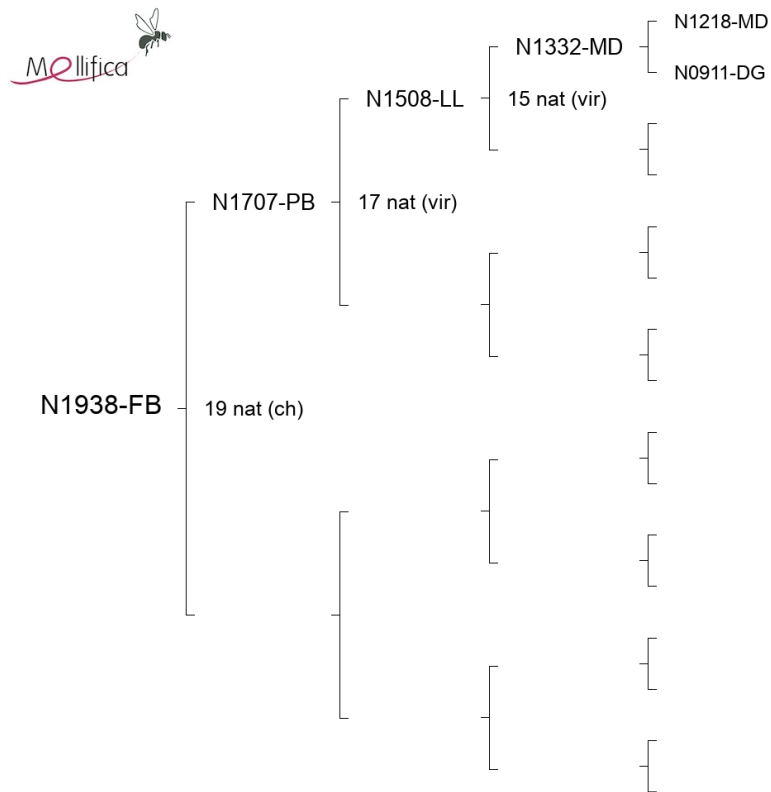 Mellifica
N1218-MD
N1332-MD
N0911-DG
N1508-LL
15 nat (vir)
N1707-PB
17 nat (vir)
N1938-FB
19 nat (ch)